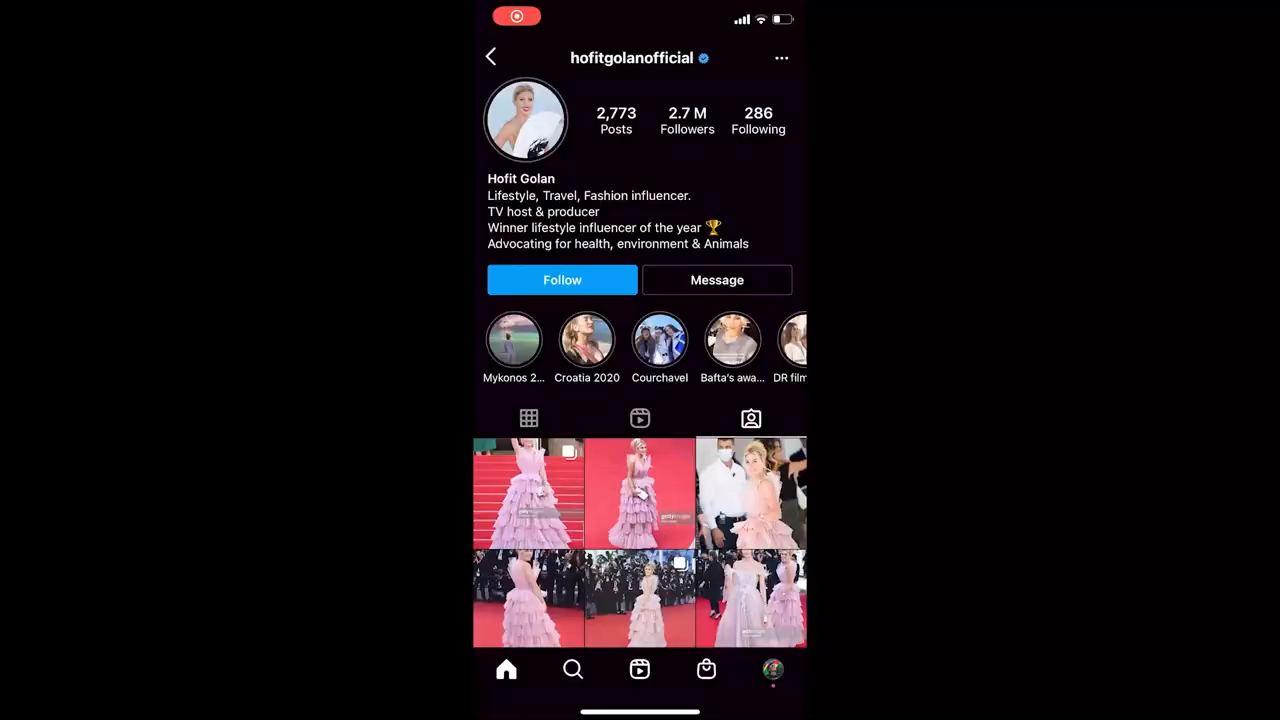 hofitgolanofficial
2,773
Posts
2.7 M
Followers
286
Following
Hofit Golan
Lifestyle, Travel, Fashion influencer.
TV host & producer
Winner lifestyle influencer of the year 🏆
Advocating for health, environment & Animals
Follow
Message
Mykonos 2...
Croatia 2020
Courchavel
Bafta's awa...
DR film
gettyimages